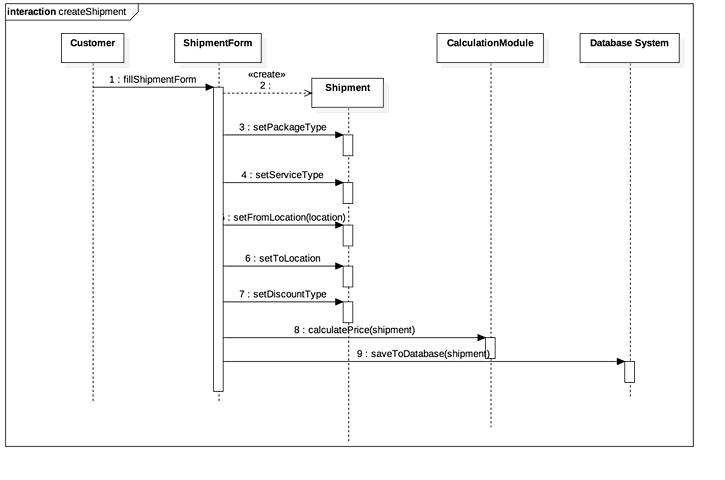 interaction createShipment
Customer
ShipmentForm
CalculationModule
Database System
«create»
1 : fillShipmentForm
2 :
Shipment
3 : setPackageType
4 : setServiceType
5 : setFromLocation(location)
6 : setToLocation
7 : setDiscountType
8 : calculatePrice(shipment)
9 : saveToDatabase(shipment)